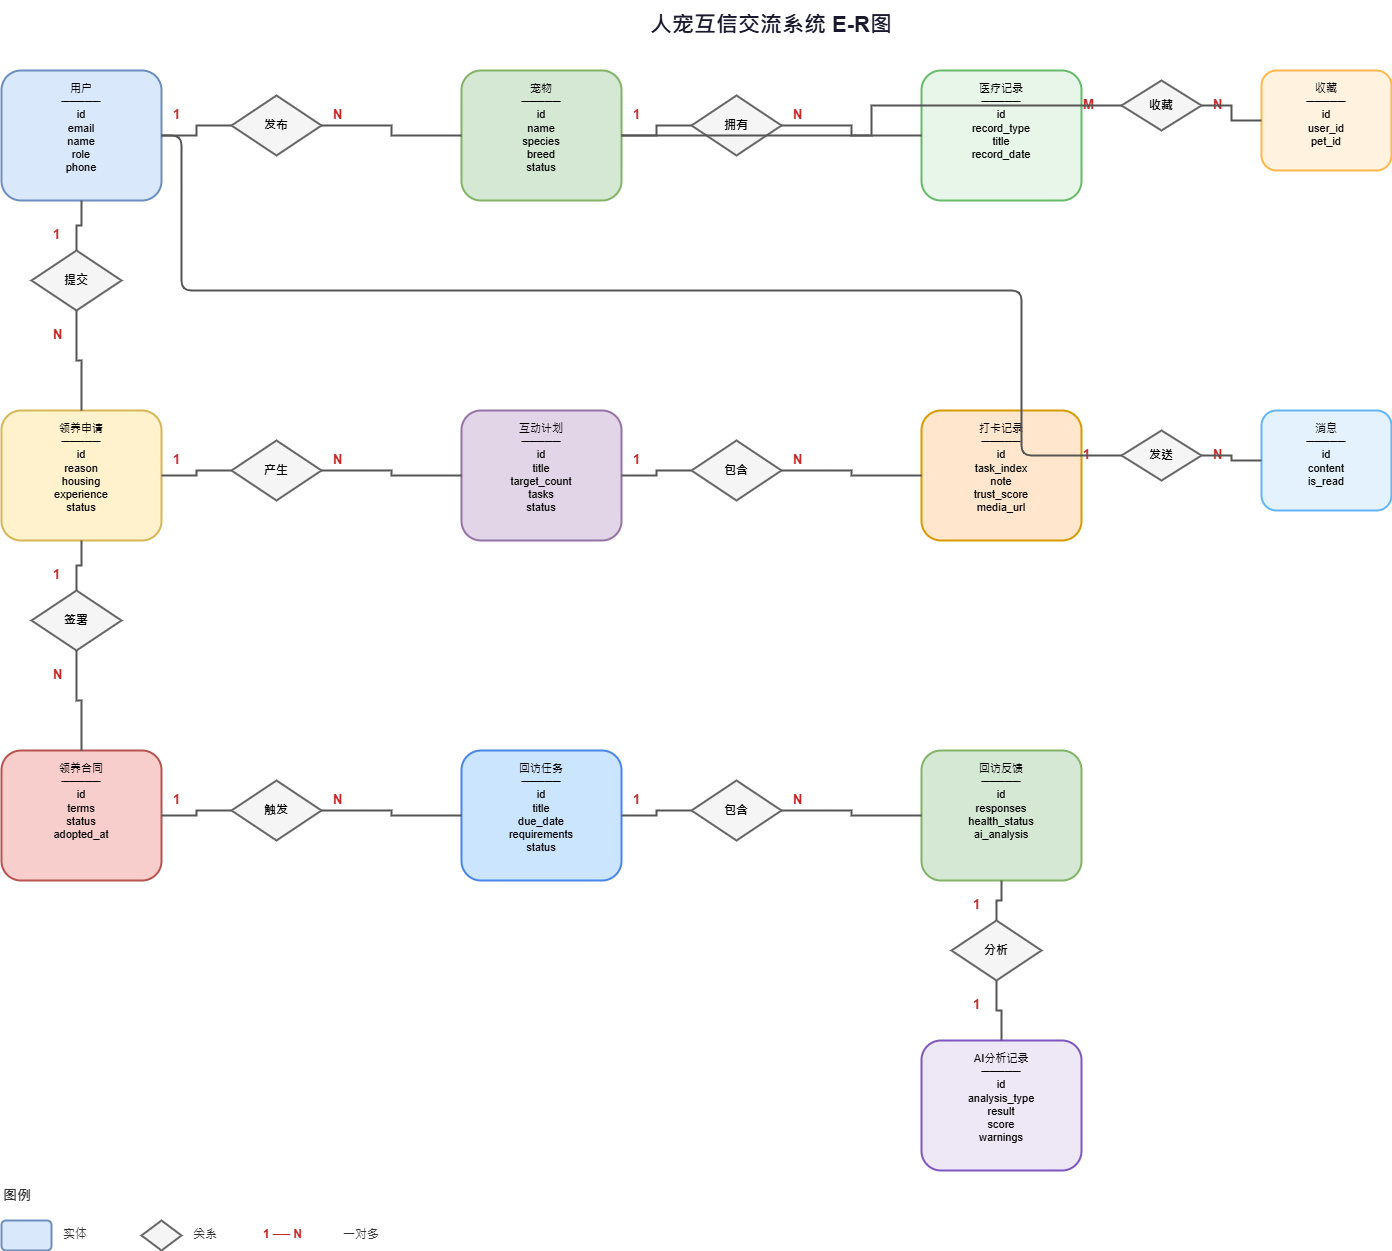 人宠互信交流系统 E-R图
用户
id
email
name
role
phone
1
发布
N
宠物
id
name
species
breed
status
1
拥有
N
医疗记录
id
record_type
title
record_date
M
收藏
N
收藏
id
user_id
pet_id
1
提交
N
领养申请
id
reason
housing
experience
status
1
产生
N
互动计划
id
title
target_count
tasks
status
1
包含
N
打卡记录
id
task_index
note
trust_score
media_url
1
发送
N
消息
id
content
is_read
1
签署
N
领养合同
id
terms
status
adopted_at
1
触发
N
回访任务
id
title
due_date
requirements
status
1
包含
N
回访反馈
id
responses
health_status
ai_analysis
1
分析
1
AI分析记录
id
analysis_type
result
score
warnings
图例
实体
关系
1 —— N
一对多